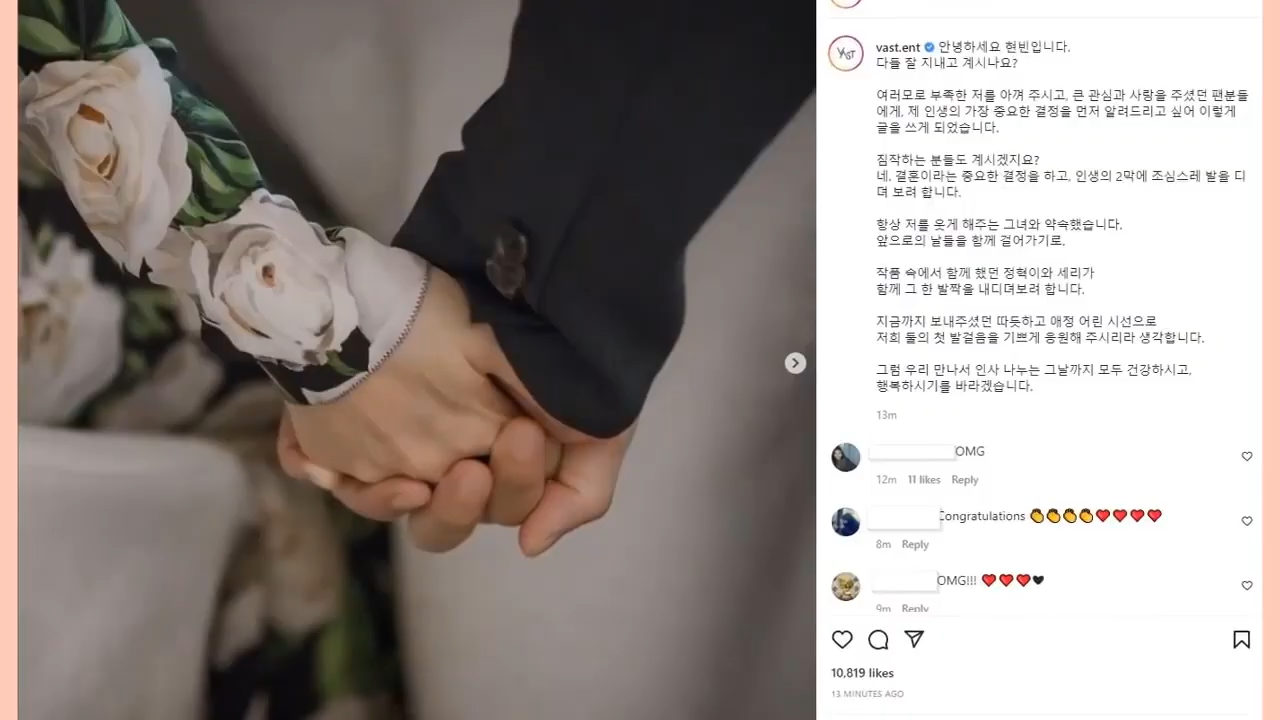 VAST
vast.ent 안녕하세요 현빈입니다.
다들 잘 지내고 계시나요?
여러모로 부족한 저를 아껴 주시고, 큰 관심과 사랑을 주셨던 팬분들
에게, 제 인생의 가장 중요한 결정을 먼저 알려드리고 싶어 이렇게
글을 쓰게 되었습니다.
짐작하는 분들도 계시겠지요?
네, 결혼이라는 중요한 결정을 하고, 인생의 2막에 조심스레 발을 디
뎌 보려 합니다.
항상 저를 웃게 해주는 그녀와 약속했습니다.
앞으로의 날들을 함께 걸어가기로.
작품 속에서 함께 했던 정혁이와 세리가
함께 그 한 발짝을 내디뎌보려 합니다.
지금까지 보내주셨던 따듯하고 애정 어린 시선으로
저희 둘의 첫 발걸음을 기쁘게 응원해 주시리라 생각합니다.
그럼 우리 만나서 인사 나누는 그날까지 모두 건강하시고,
행복하시기를 바라겠습니다.
13m
OMG
12m 11 likes Reply
Congratulations 👏👏👏👏❤️❤️❤️❤️
8m Reply
OMG!!! ❤️❤️❤️🖤
9m Reply
10,819 likes
13 MINUTES AGO